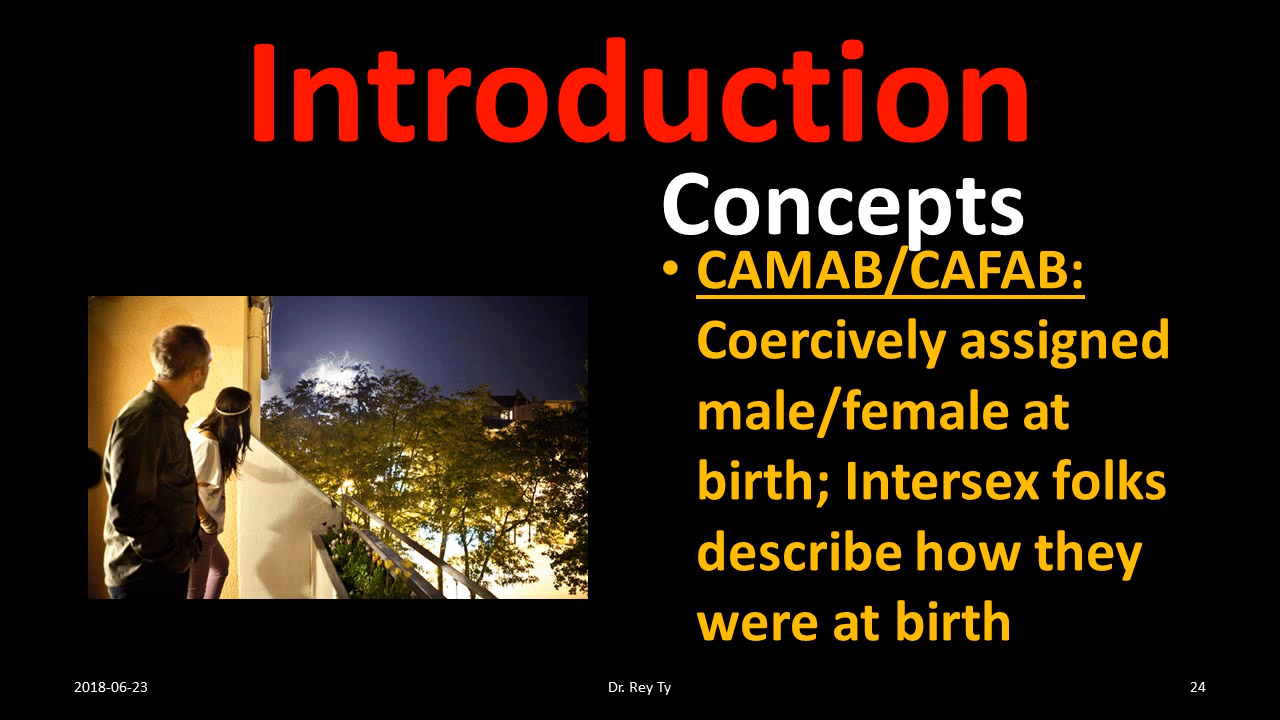 Introduction
Concepts
• CAMAB/CAFAB:
Coercively assigned
male/female at
birth; Intersex folks
describe how they
were at birth
2018-06-23
Dr. Rey Ty
24